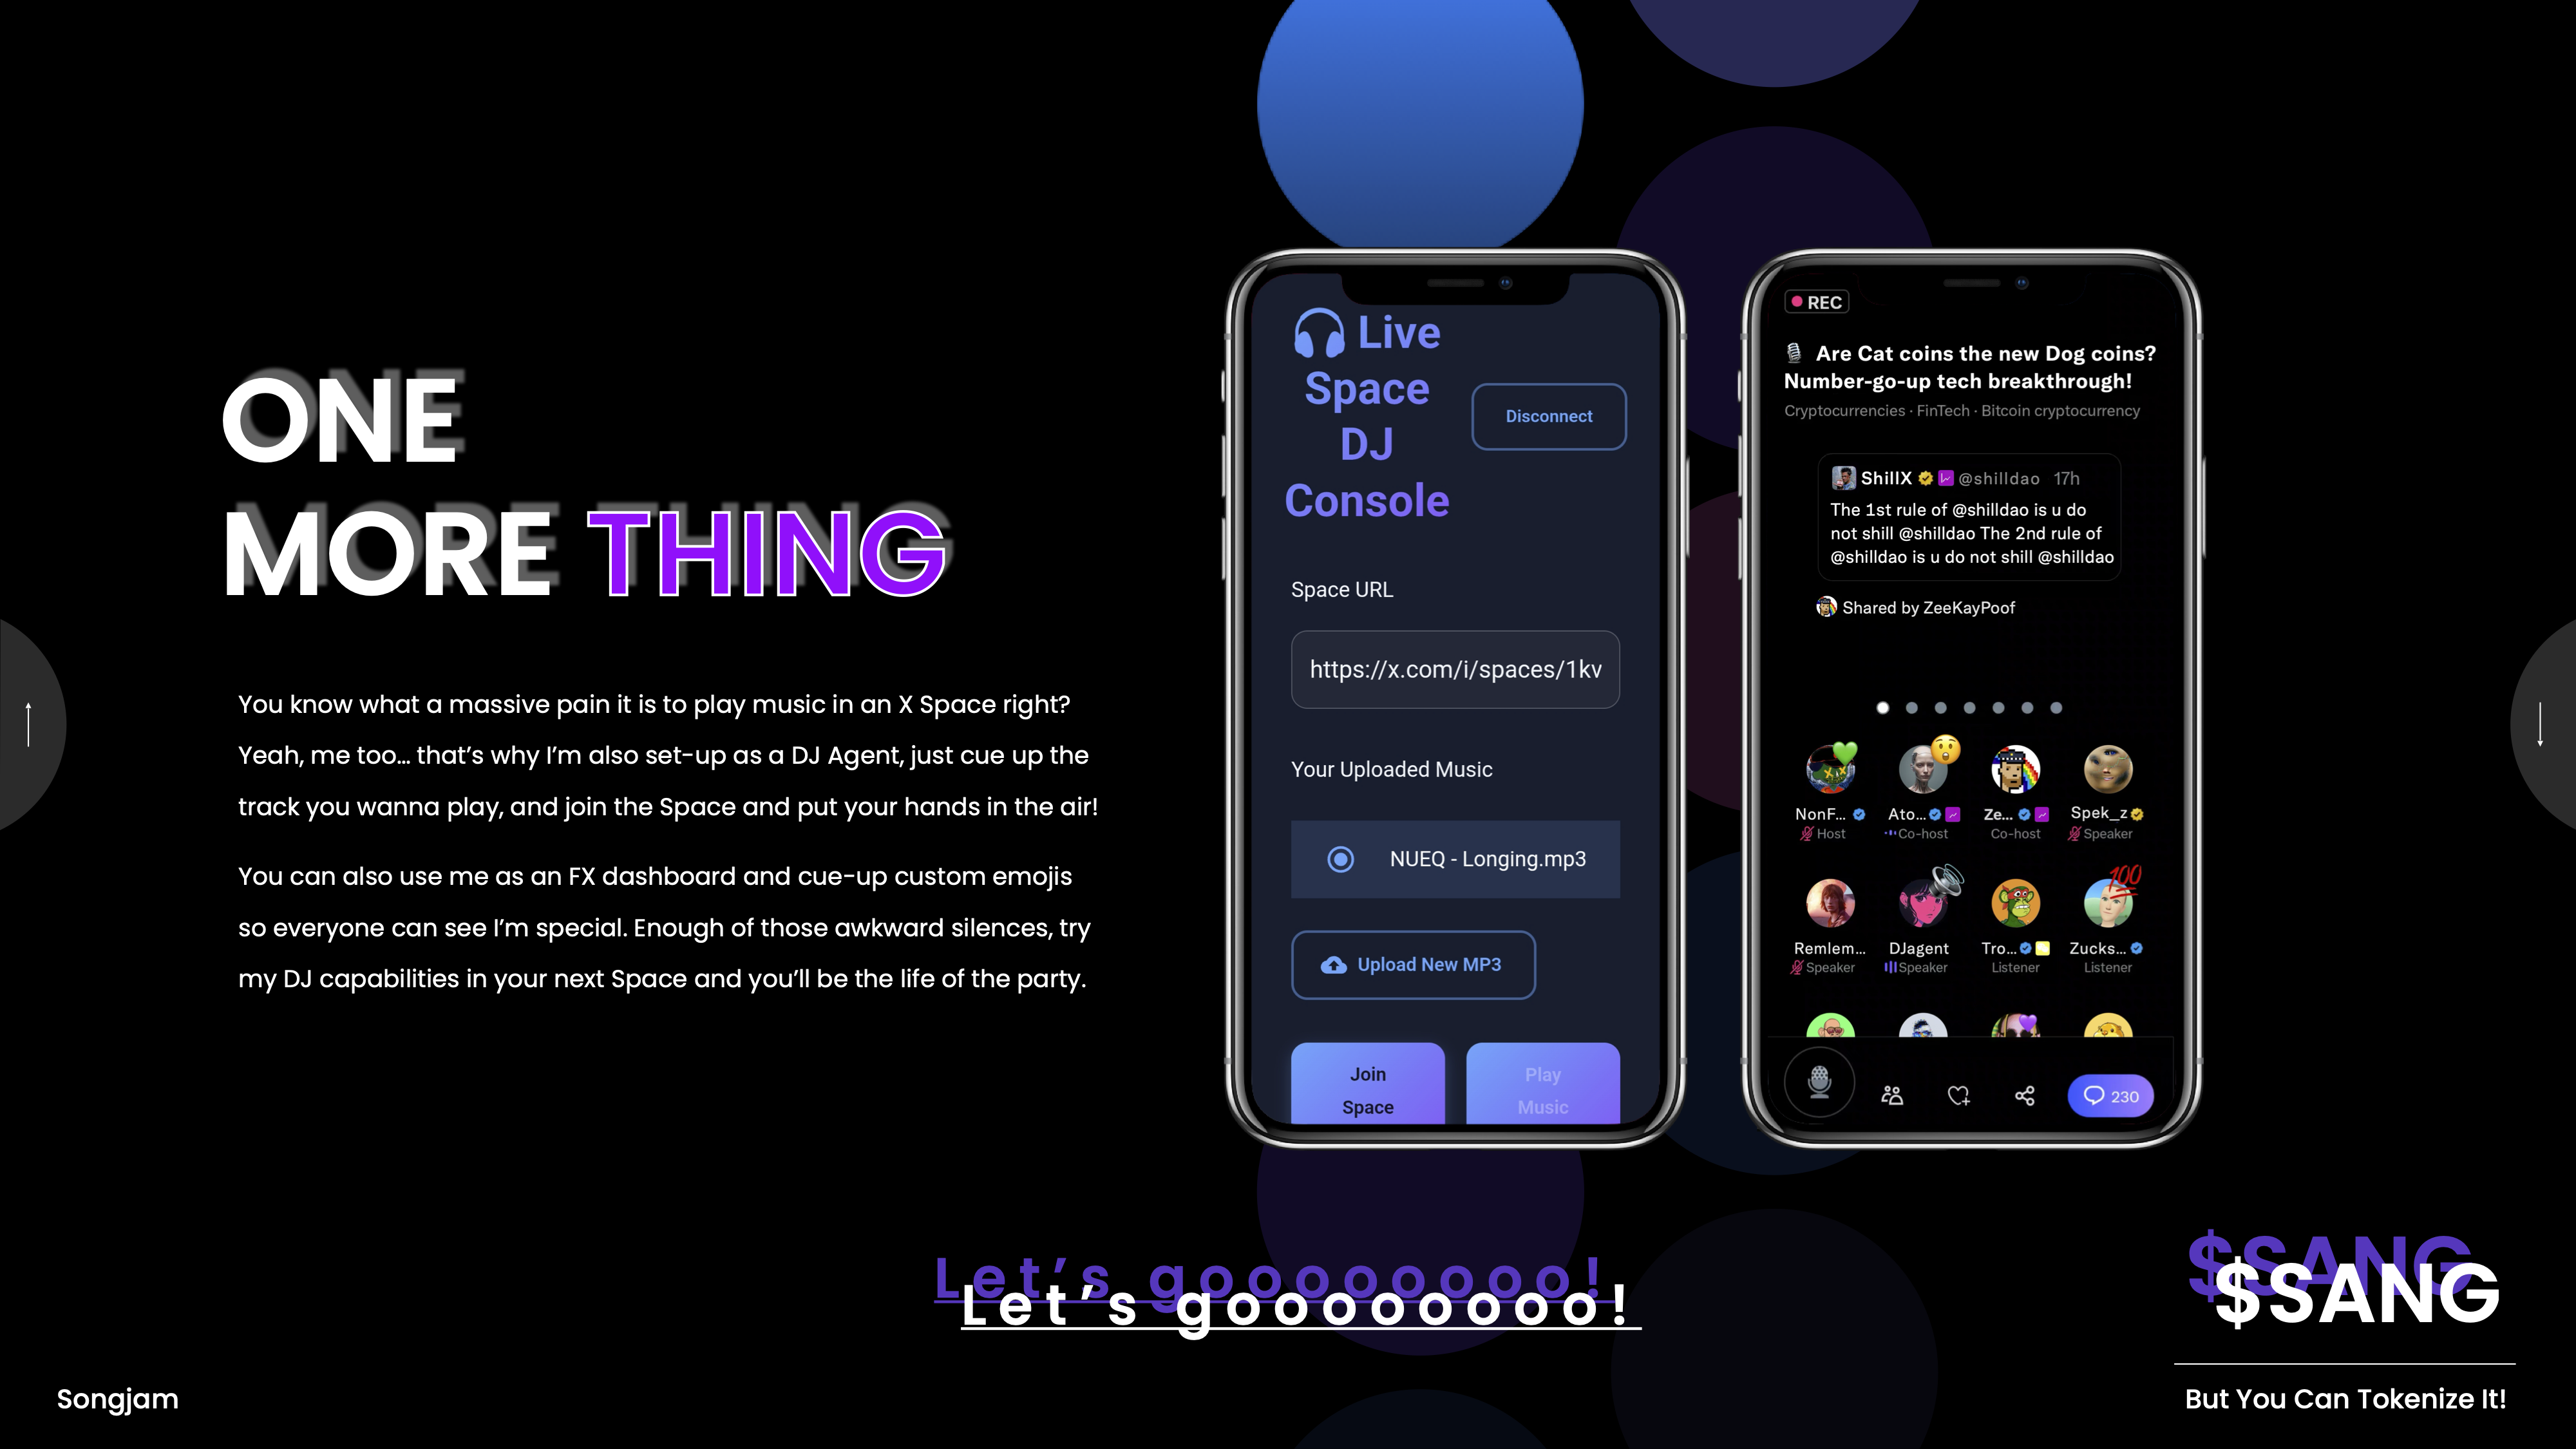 ONE
MORE THING
You know what a massive pain it is to play music in an X Space right?
Yeah, me too... that's why I'm also set-up as a DJ Agent, just cue up the
track you wanna play, and join the Space and put your hands in the air!
You can also use me as an FX dashboard and cue-up custom emojis
so everyone can see I'm special. Enough of those awkward silences, try
my DJ capabilities in your next Space and you'll be the life of the party.
Live
Space
DJ
Console
Disconnect
Space URL
https://x.com/i/spaces/1kv
Your Uploaded Music
NUEQ - Longing.mp3
Upload New MP3
Join
Space
Play
Music
REC
Are Cat coins the new Dog coins?
Number-go-up tech breakthrough!
Cryptocurrencies · FinTech · Bitcoin cryptocurrency
ShillX @shilldao 17h
The 1st rule of @shilldao is u do
not shill @shilldao The 2nd rule of
@shilldao is u do not shill @shilldao
Shared by ZeeKayPoof
NonF... Ato... Ze... Spek_z
Host Co-host Co-host Speaker
100
Remlem... DJagent Tro... Zucks...
Speaker Speaker Listener Listener
230
Let's goooooooo!
Let's goooooooo!
$SANG
$SANG
Songjam
But You Can Tokenize It!